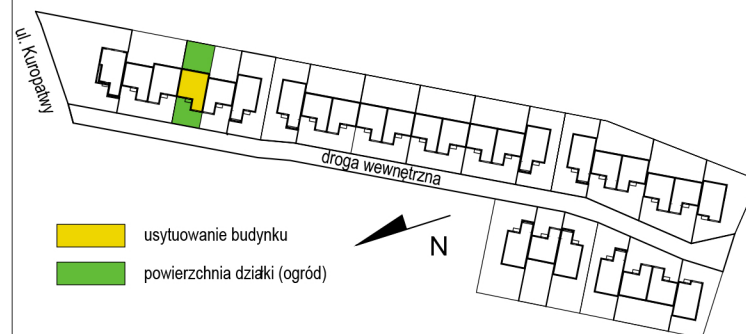 ul. Kuropatwy
droga wewnętrzna
usytuowanie budynku
N
powierzchnia działki (ogród)